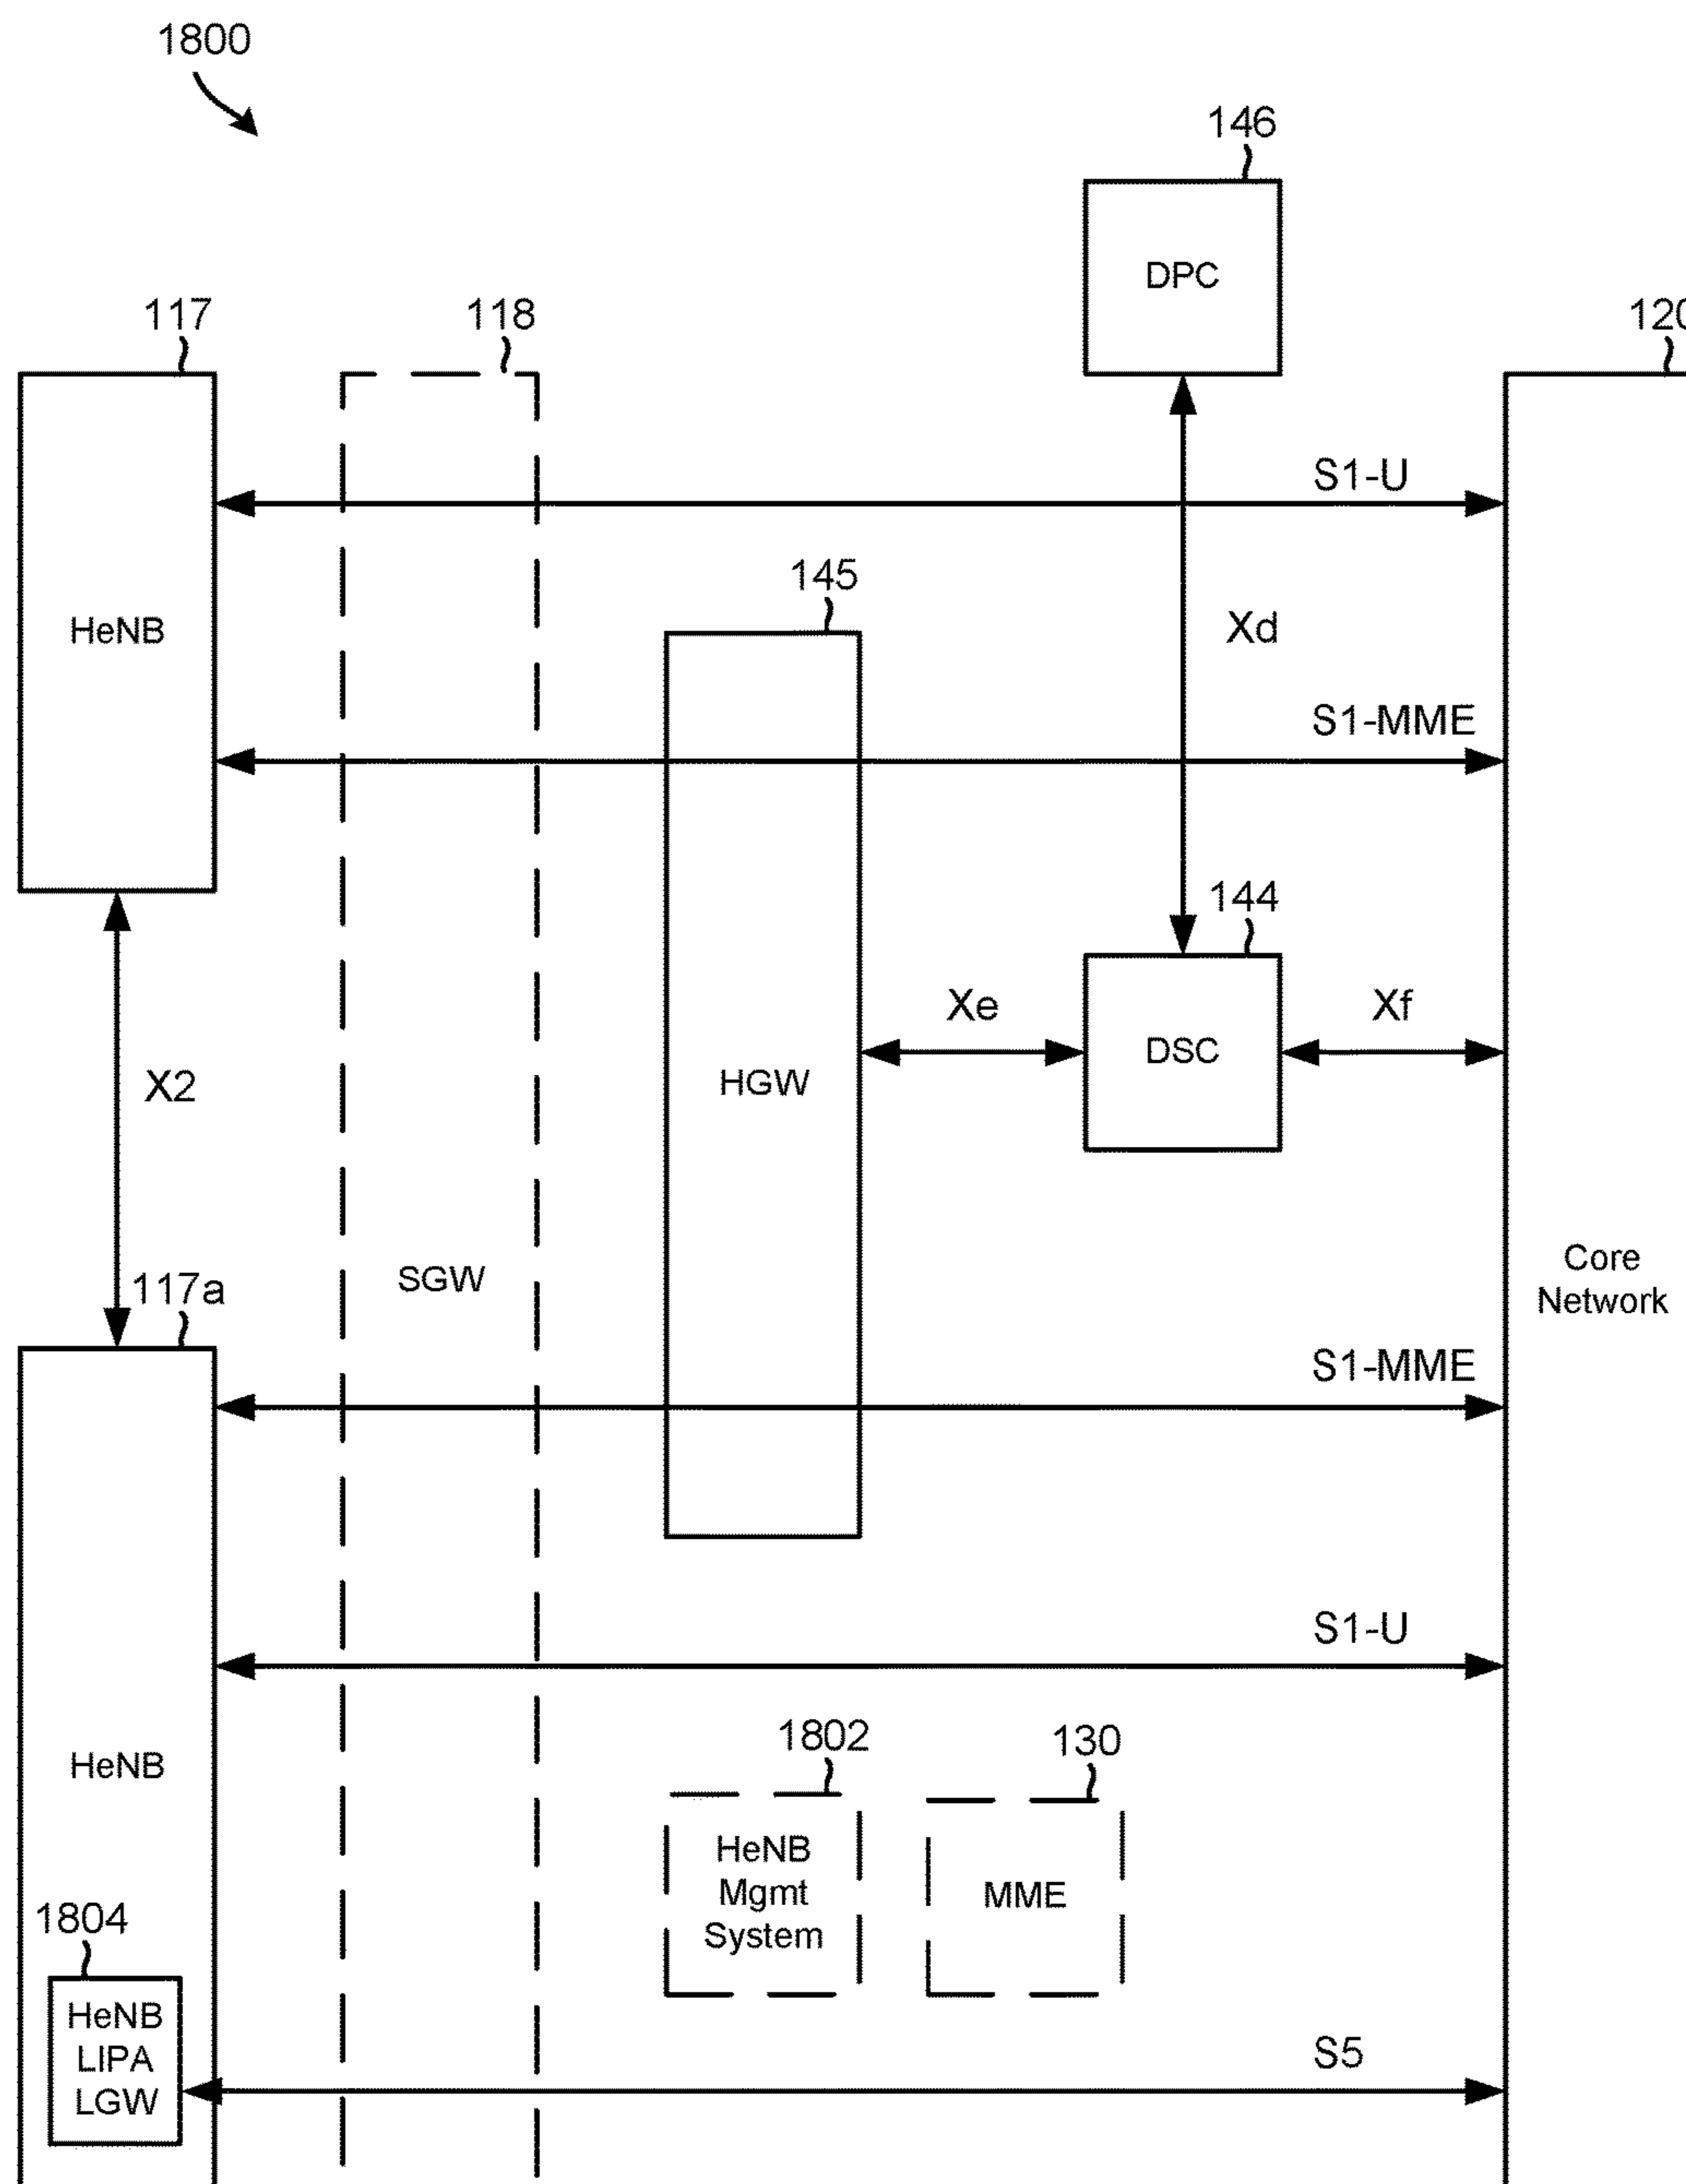 1800
146
DPC
117
118
120
S1-U
145
HeNB
Xd
S1-MME
144
Xe
Xf
DSC
HGW
X2
SGW
117a
Core
Network
S1-MME
S1-U
1802
130
HeNB
HeNB
Mgmt
System
MME
1804
HeNB
LIPA
LGW
S5